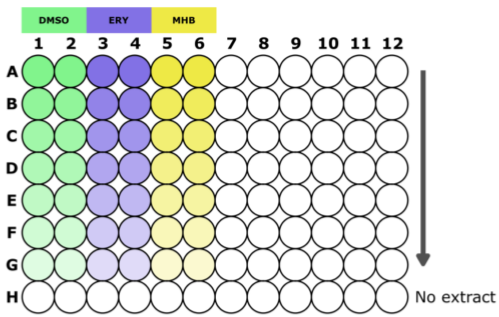 DMSO ERY MHB
1 2 3 4 5 6 7 8 9 10 11 12
A
B
C
D
E
F
G
H No extract